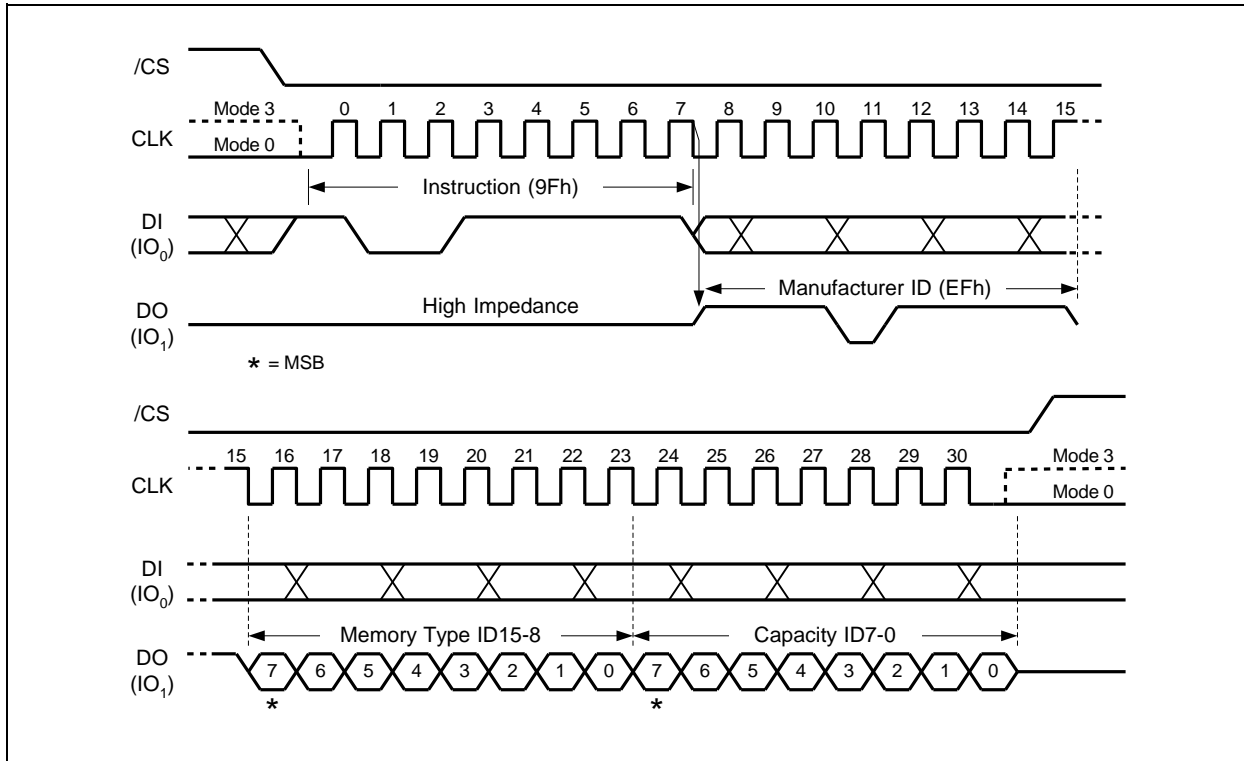 /CS
Mode 3 0 1 2 3 4 5 6 7 8 9 10 11 12 13 14 15
CLK
Mode 0
Instruction (9Fh)
DI
(IO0)
Manufacturer ID (EFh)
High Impedance
DO
(IO1)
* = MSB
/CS
15 16 17 18 19 20 21 22 23 24 25 26 27 28 29 30 Mode 3
CLK
Mode 0
DI
(IO0)
Memory Type ID15-8 Capacity ID7-0
DO
(IO1)
7 6 5 4 3 2 1 0 7 6 5 4 3 2 1 0
* *